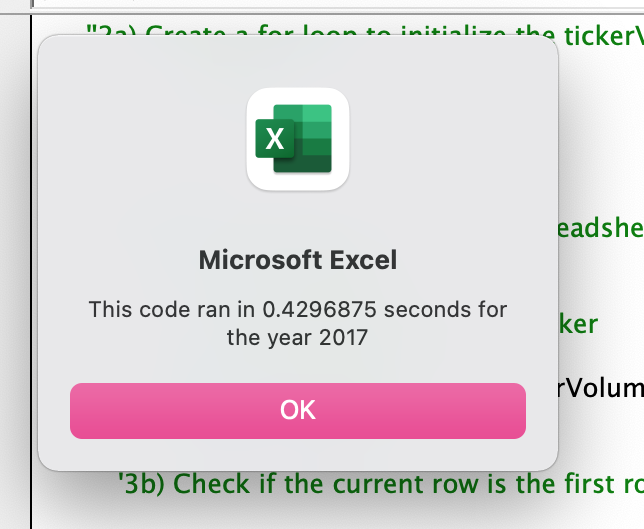 "2a) Create a for loop to initialize the tickerV
X
eadshe
Microsoft Excel
This code ran in 0.4296875 seconds for
the year 2017
ker
rVolum
OK
'3b) Check if the current row is the first ro